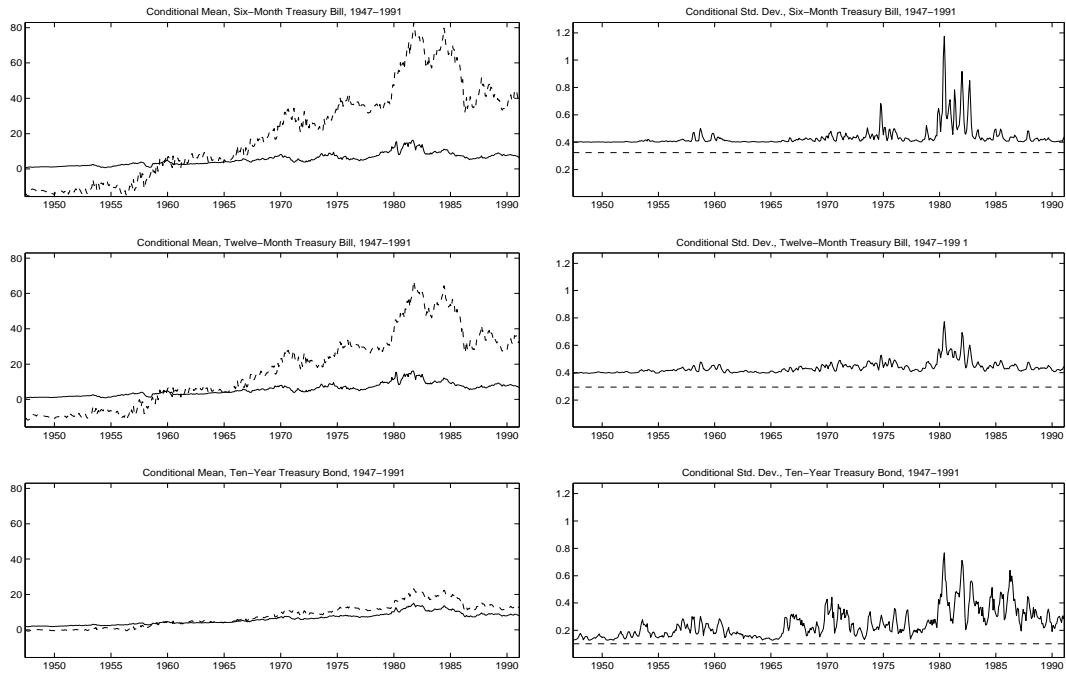 Conditional Mean, Six−Month Treasury Bill, 1947−1991
80
60
40
20
0
1950 1955 1960 1965 1970 1975 1980 1985 1990
Conditional Std. Dev., Six−Month Treasury Bill, 1947−1991
1.2
1
0.8
0.6
0.4
0.2
1950 1955 1960 1965 1970 1975 1980 1985 1990
Conditional Mean, Twelve−Month Treasury Bill, 1947−1991
80
60
40
20
0
1950 1955 1960 1965 1970 1975 1980 1985 1990
Conditional Std. Dev., Twelve−Month Treasury Bill, 1947−199 1
1.2
1
0.8
0.6
0.4
0.2
1950 1955 1960 1965 1970 1975 1980 1985 1990
Conditional Mean, Ten−Year Treasury Bond, 1947−1991
80
60
40
20
0
1950 1955 1960 1965 1970 1975 1980 1985 1990
Conditional Std. Dev., Ten−Year Treasury Bond, 1947−1991
1.2
1
0.8
0.6
0.4
0.2
1950 1955 1960 1965 1970 1975 1980 1985 1990